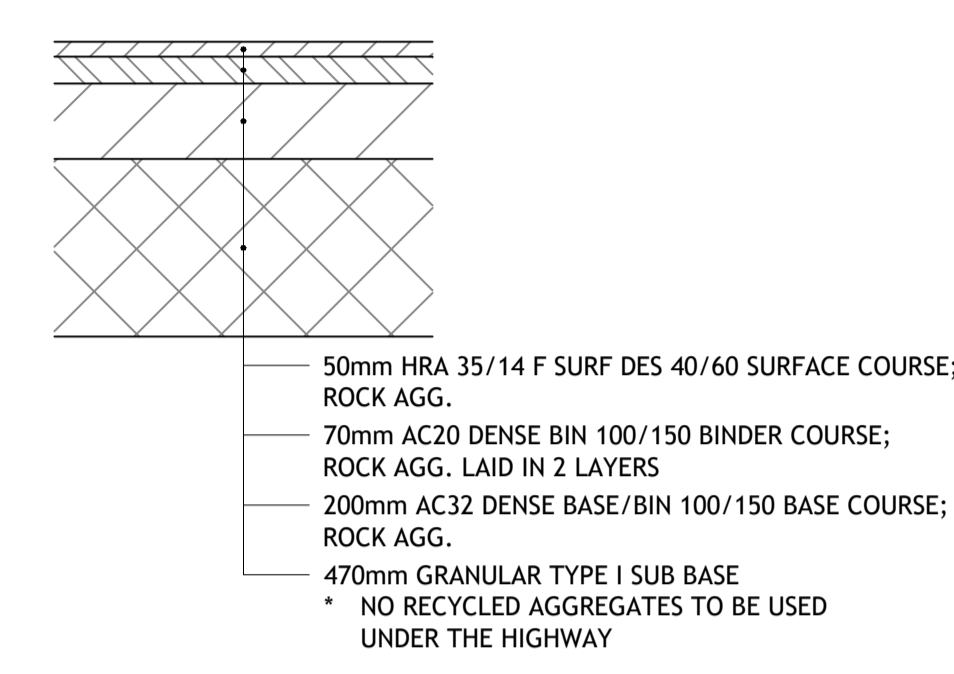 50mm HRA 35/14 F SURF DES 40/60 SURFACE COURSE;
ROCK AGG.
70mm AC20 DENSE BIN 100/150 BINDER COURSE;
ROCK AGG. LAID IN 2 LAYERS
200mm AC32 DENSE BASE/BIN 100/150 BASE COURSE;
ROCK AGG.
470mm GRANULAR TYPE I SUB BASE
* NO RECYCLED AGGREGATES TO BE USED
UNDER THE HIGHWAY